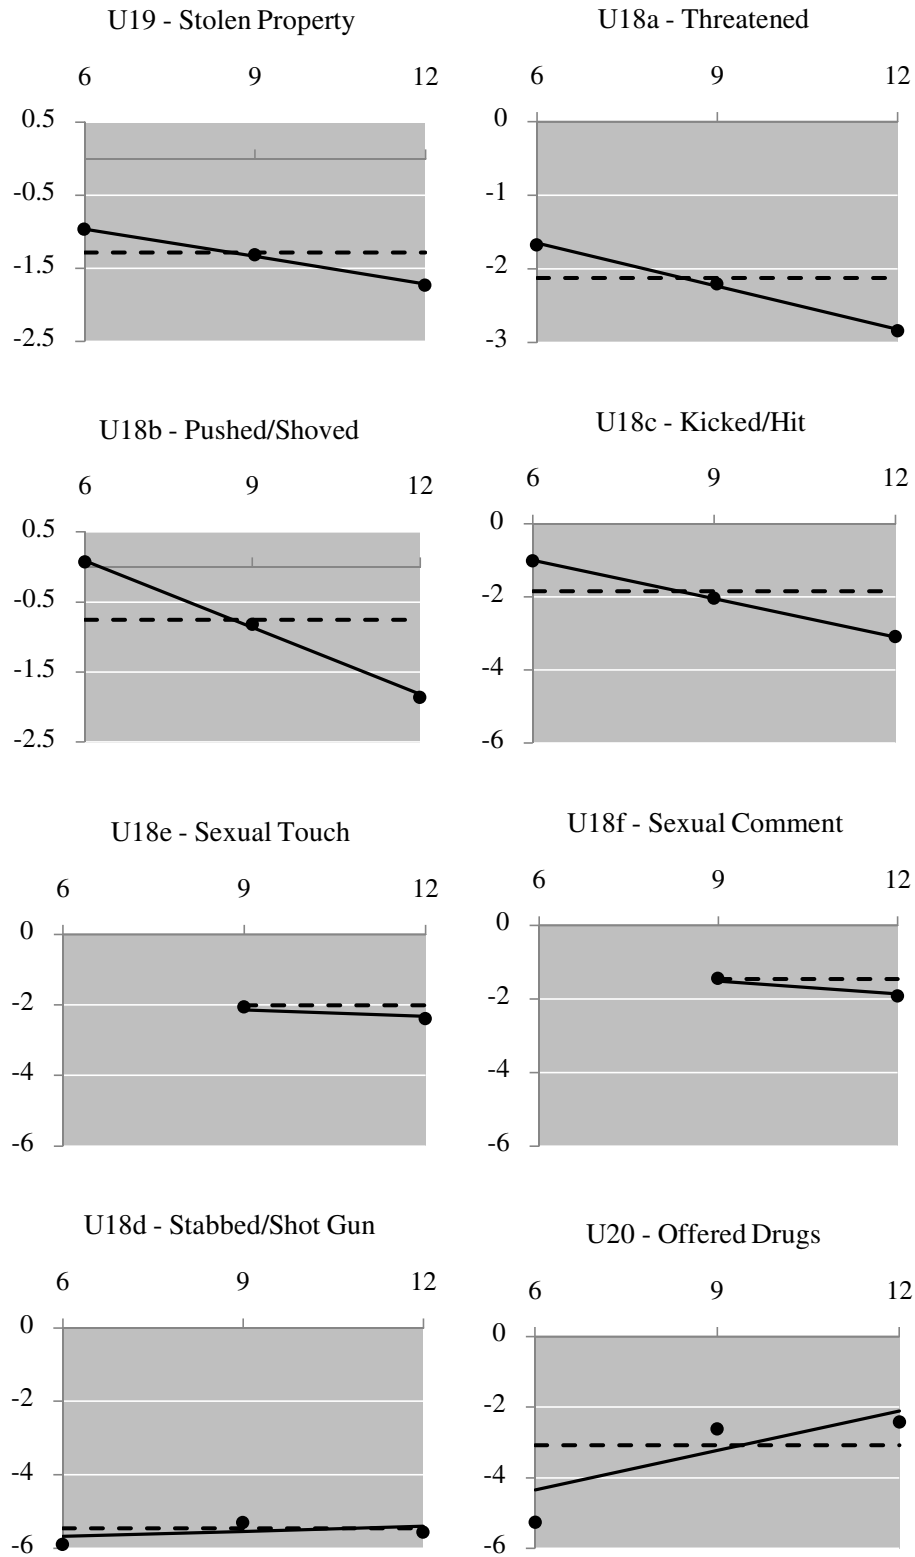 U19 - Stolen Property
6 9 12
0.5
-0.5
-1.5
-2.5
U18a - Threatened
6 9 12
0
-1
-2
-3
U18b - Pushed/Shoved
6 9 12
0.5
-0.5
-1.5
-2.5
U18c - Kicked/Hit
6 9 12
0
-2
-4
-6
U18e - Sexual Touch
6 9 12
0
-2
-4
-6
U18f - Sexual Comment
6 9 12
0
-2
-4
-6
U18d - Stabbed/Shot Gun
6 9 12
0
-2
-4
-6
U20 - Offered Drugs
6 9 12
0
-2
-4
-6